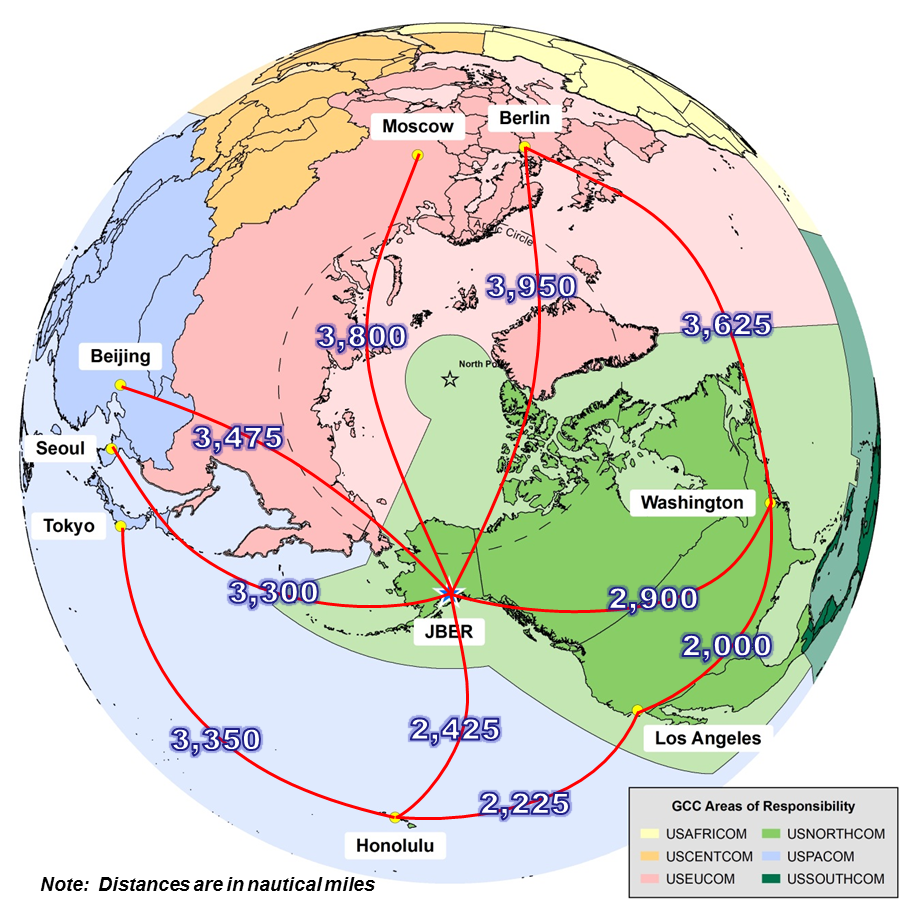 Moscow
Berlin
Arctic Circle
3,950
3,800
3,625
Beijing
North Po
3,475
Seoul
Washington
Tokyo
3,300
2,900
JBER
2,000
2,425
3,350
Los Angeles
2,225
Honolulu
GCC Areas of Responsibility
USAFRICOM
USNORTHCOM
USCENTCOM
USPACOM
USEUCOM
USSOUTHCOM
Note: Distances are in nautical miles